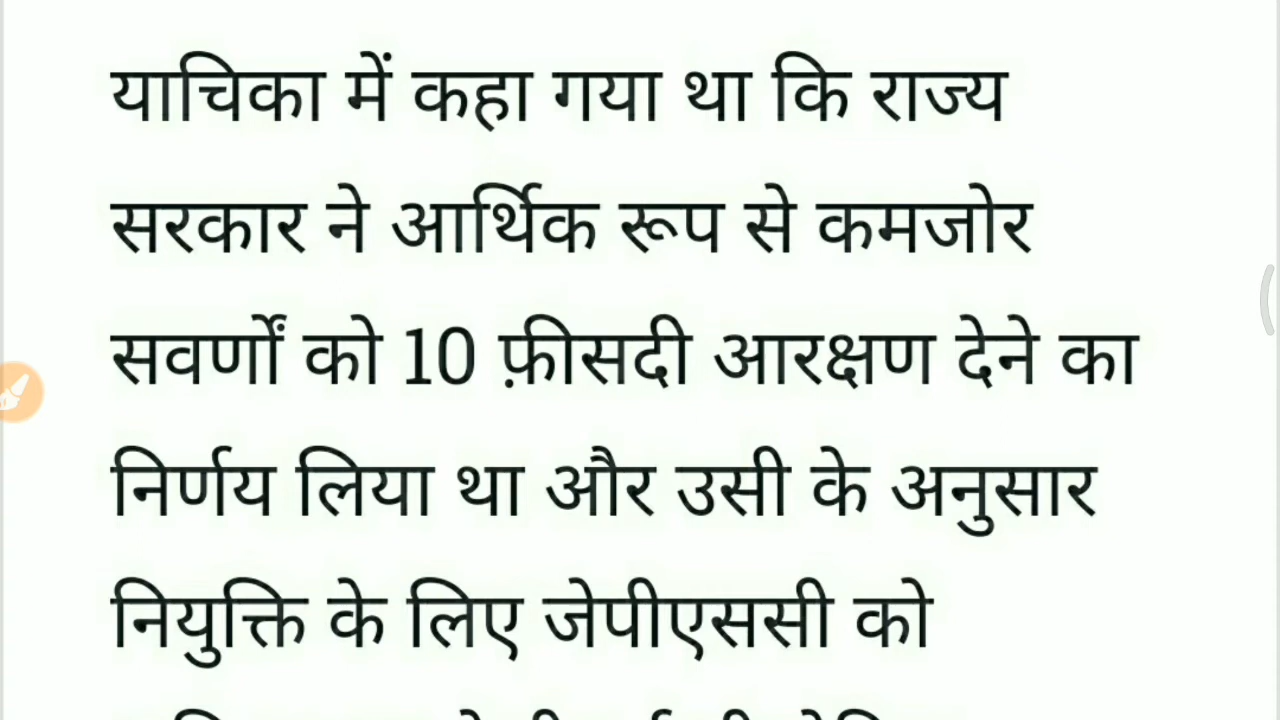 याचिका में कहा गया था कि राज्य
सरकार ने आर्थिक रूप से कमजोर
सवर्णों को 10 फ़ीसदी आरक्षण देने का
निर्णय लिया था और उसी के अनुसार
नियुक्ति के लिए जेपीएससी को